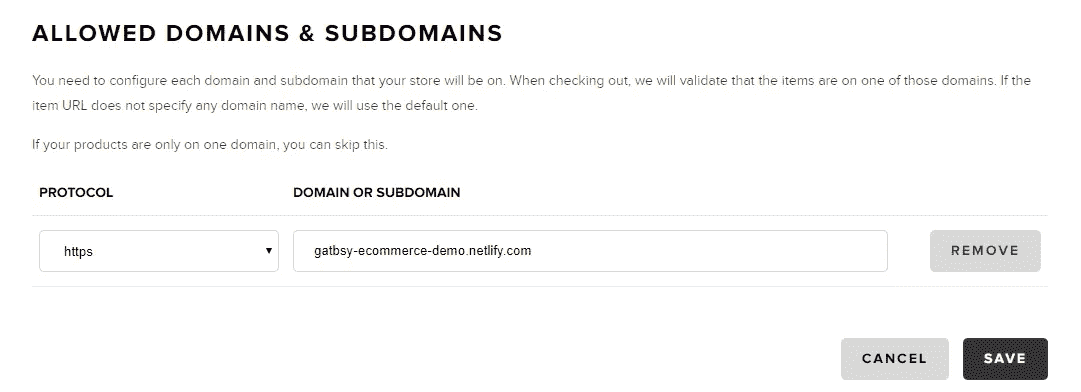 ALLOWED DOMAINS & SUBDOMAINS
You need to configure each domain and subdomain that your store will be on. When checking out, we will validate that the items are on one of those domains. If the
item URL does not specify any domain name, we will use the default one.
If your products are only on one domain, you can skip this.
PROTOCOL DOMAIN OR SUBDOMAIN
https gatbsy-ecommerce-demo.netlify.com REMOVE
CANCEL SAVE